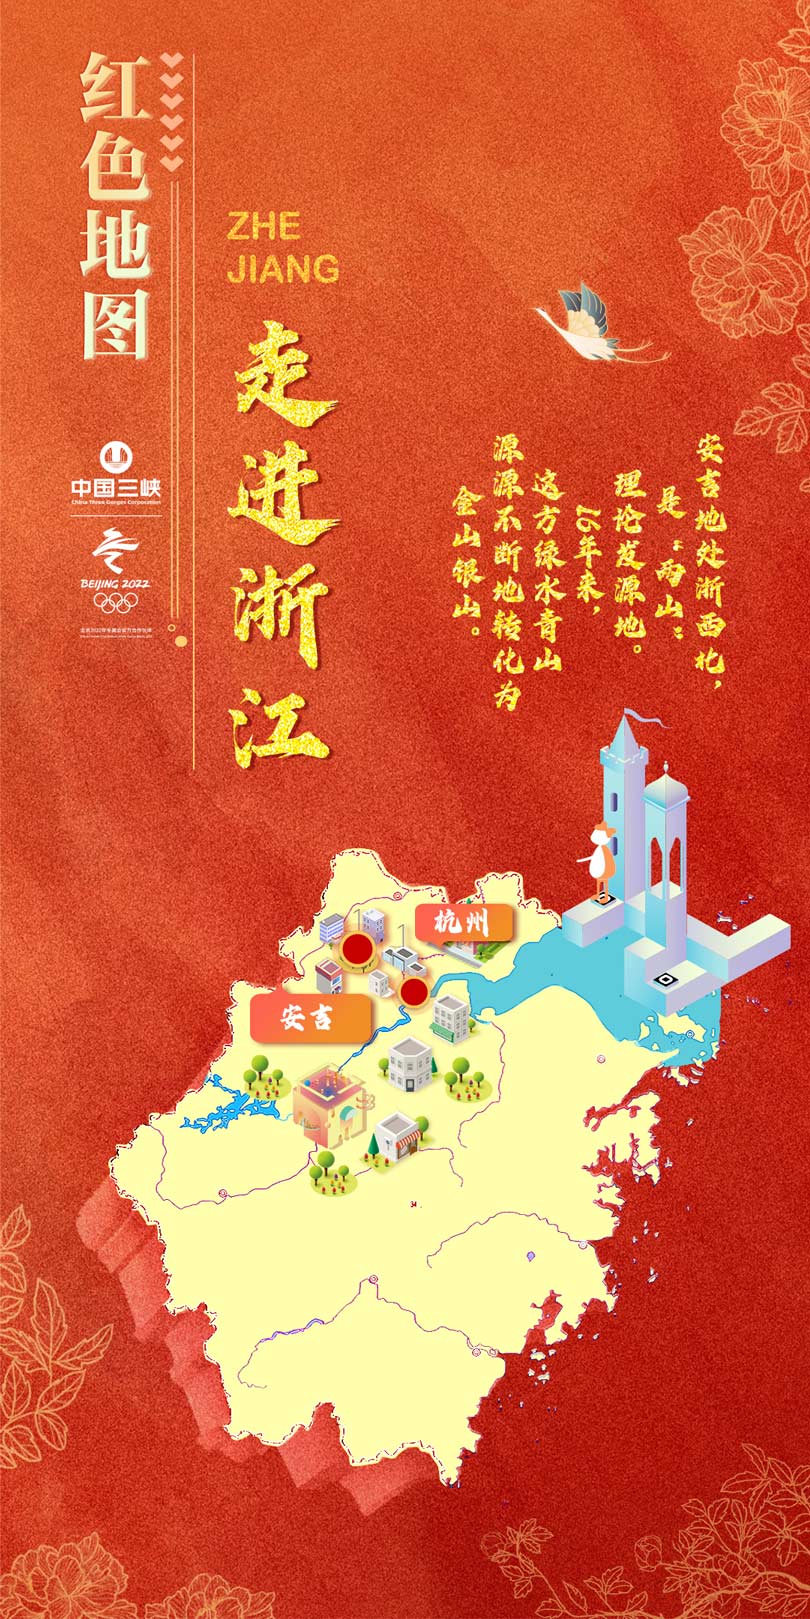 红色地图
中国三峡
China Three Gorges Corporation
BEIJING 2022
ZHE
JIANG
走进浙江
安吉地处浙西北，
是“两山”
理论发源地。
16年来，
这方绿水青山
源源不断地转化为
金山银山。
杭州
安吉